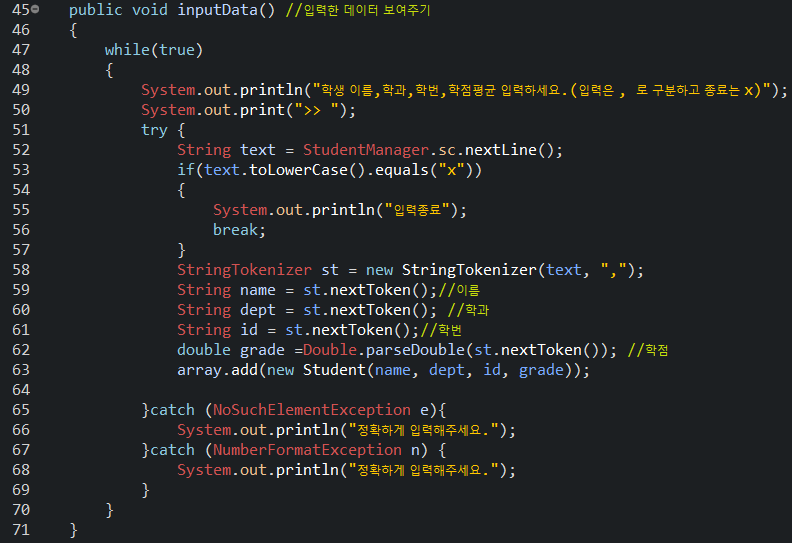 45 public void inputData() //입력한 데이터 보여주기
46 {
47 while(true)
48 {
49 System.out.println("학생 이름,학과,학번,학점평균 입력하세요.(입력은 , 로 구분하고 종료는 x)");
50 System.out.print(">> ");
51 try {
52 String text = StudentManager.sc.nextLine();
53 if(text.toLowerCase().equals("x"))
54 {
55 System.out.println("입력종료");
56 break;
57 }
58 StringTokenizer st = new StringTokenizer(text, ",");
59 String name = st.nextToken();//이름
60 String dept = st.nextToken(); //학과
61 String id = st.nextToken();//학번
62 double grade =Double.parseDouble(st.nextToken()); //학점
63 array.add(new Student(name, dept, id, grade));
64
65 }catch (NoSuchElementException e){
66 System.out.println("정확하게 입력해주세요.");
67 }catch (NumberFormatException n) {
68 System.out.println("정확하게 입력해주세요.");
69 }
70 }
71 }